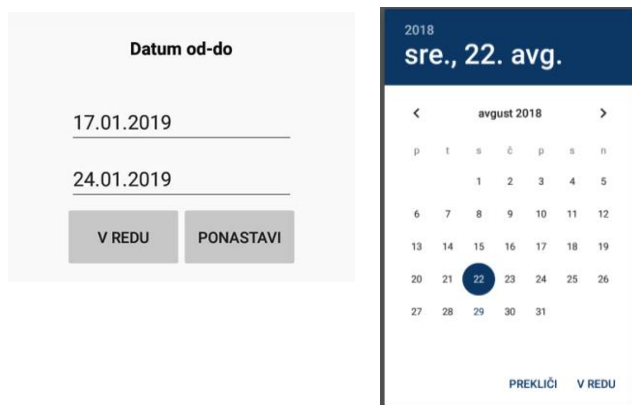 Datum od-do
17.01.2019
24.01.2019
V REDU PONASTAVI
2018
sre., 22. avg.
< avgust 2018 >
p t s č p s n
1 2 3 4 5
6 7 8 9 10 11 12
13 14 15 16 17 18 19
20 21 22 23 24 25 26
27 28 29 30 31
PREKLIČI V REDU